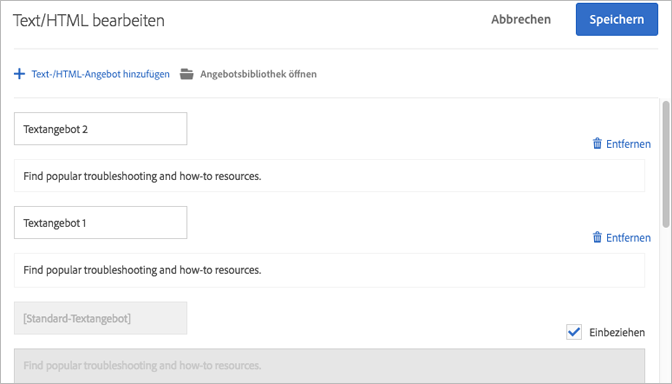 Text/HTML bearbeiten
Abbrechen
Speichern
Text-/HTML-Angebot hinzufügen
Angebotsbibliothek öffnen
Textangebot 2
Entfernen
Find popular troubleshooting and how-to resources.
Textangebot 1
Entfernen
Find popular troubleshooting and how-to resources.
[Standard-Textangebot]
Einbeziehen
Find popular troubleshooting and how-to resources.